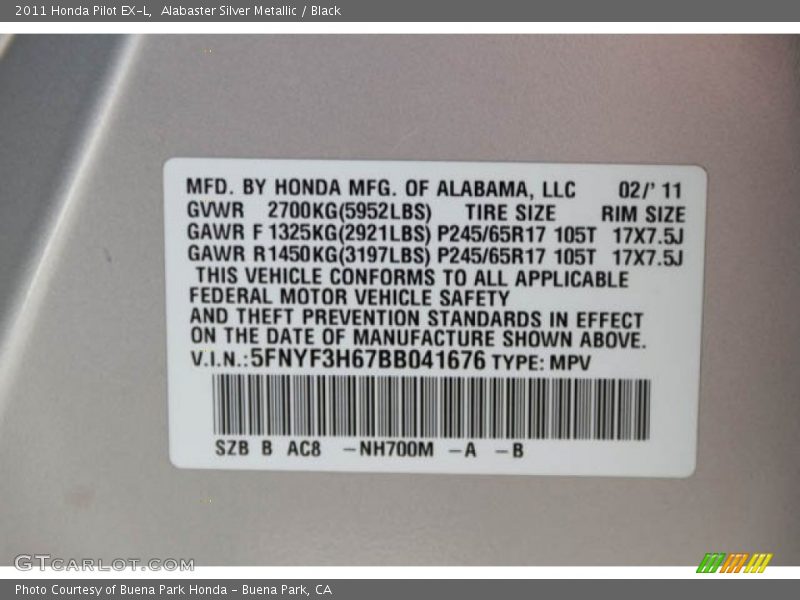 2011 Honda Pilot EX-L, Alabaster Silver Metallic / Black
MFD. BY HONDA MFG. OF ALABAMA, LLC 02/' 11
GVWR 2700KG(5952LBS) TIRE SIZE RIM SIZE
GAWR F 1325KG(2921LBS) P245/65R17 105T 17X7.5J
GAWR R1450KG(3197LBS) P245/65R17 105T 17X7.5J
THIS VEHICLE CONFORMS TO ALL APPLICABLE
FEDERAL MOTOR VEHICLE SAFETY
AND THEFT PREVENTION STANDARDS IN EFFECT
ON THE DATE OF MANUFACTURE SHOWN ABOVE.
V.I.N.:5FNYF3H67BB041676 TYPE: MPV
SZB B AC8 -NH700M -A -B
GTCARLOT.COM
Photo Courtesy of Buena Park Honda - Buena Park, CA